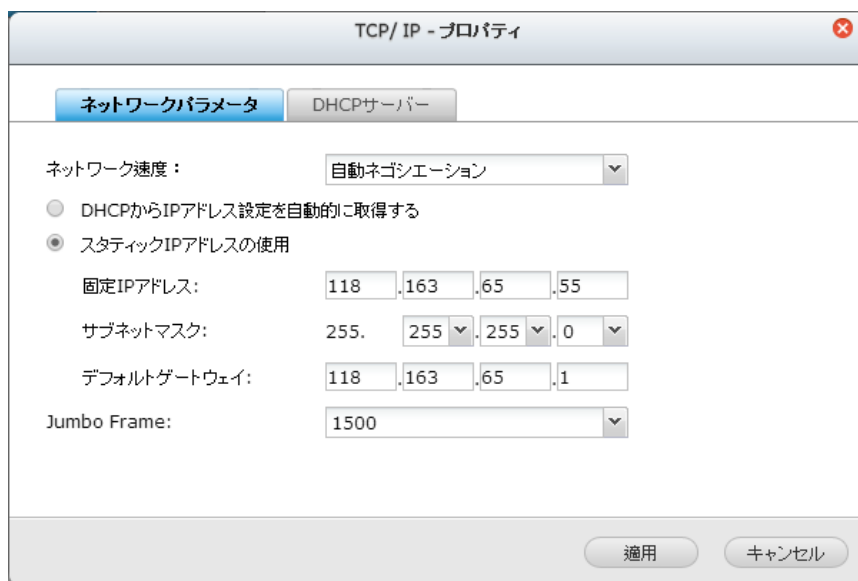 TCP/ IP - プロパティ
ネットワークパラメータ DHCPサーバー
ネットワーク速度： 自動ネゴシエーション
DHCPからIPアドレス設定を自動的に取得する
スタティックIPアドレスの使用
固定IPアドレス: 118 .163 .65 .55
サブネットマスク: 255. 255 . 255 . 0
デフォルトゲートウェイ: 118 .163 .65 .1
Jumbo Frame: 1500
適用 キャンセル